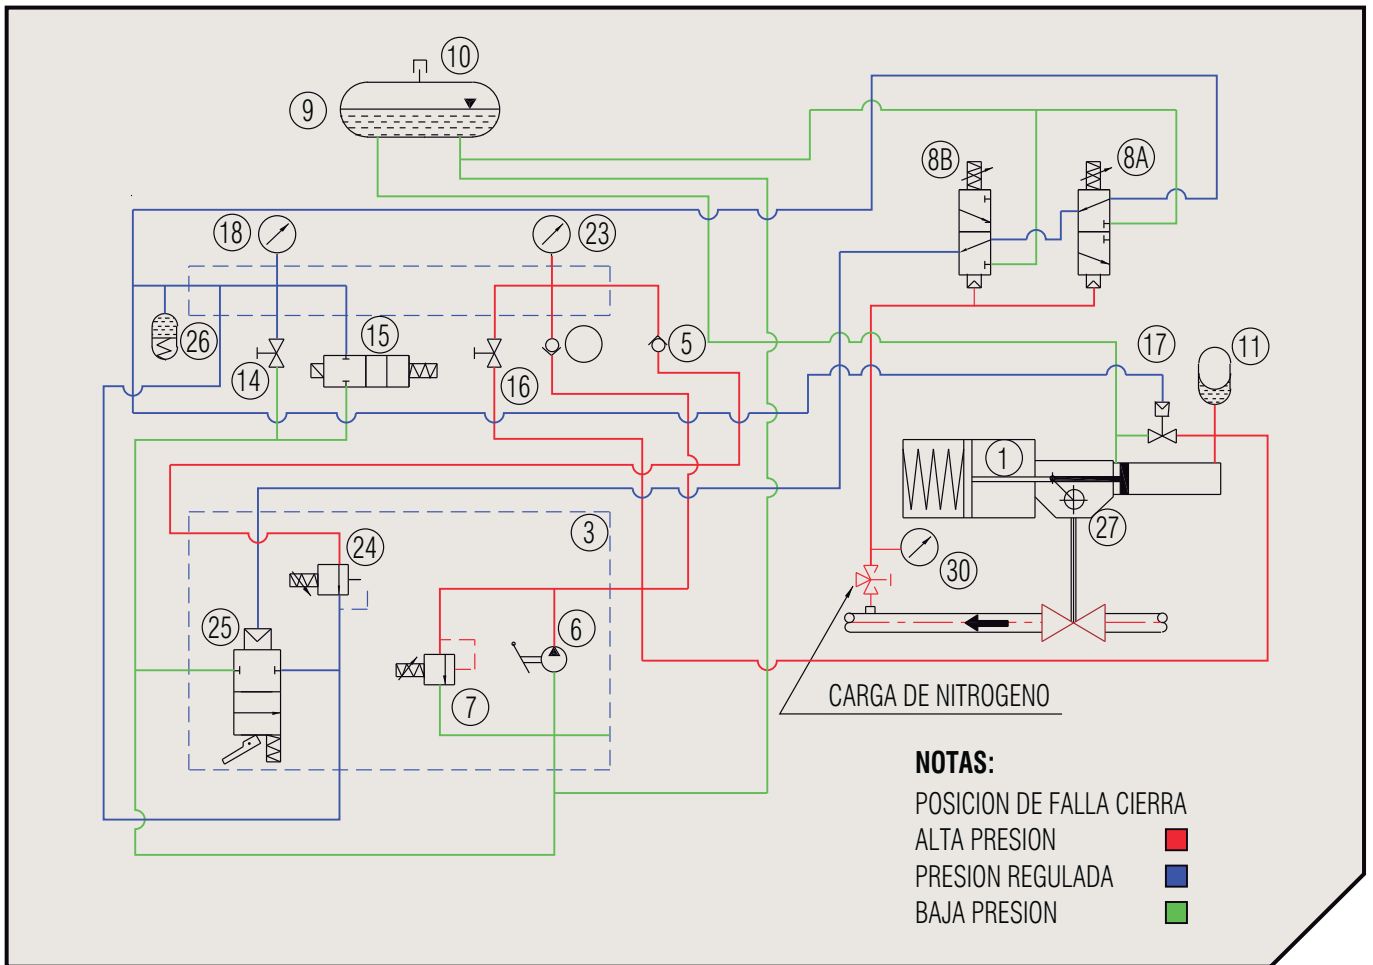 10
9
8B
8A
18
23
26
15
5
14
16
17
11
1
27
3
24
30
25
6
7
CARGA DE NITROGENO
NOTAS:
POSICION DE FALLA CIERRA
ALTA PRESION
PRESION REGULADA
BAJA PRESION